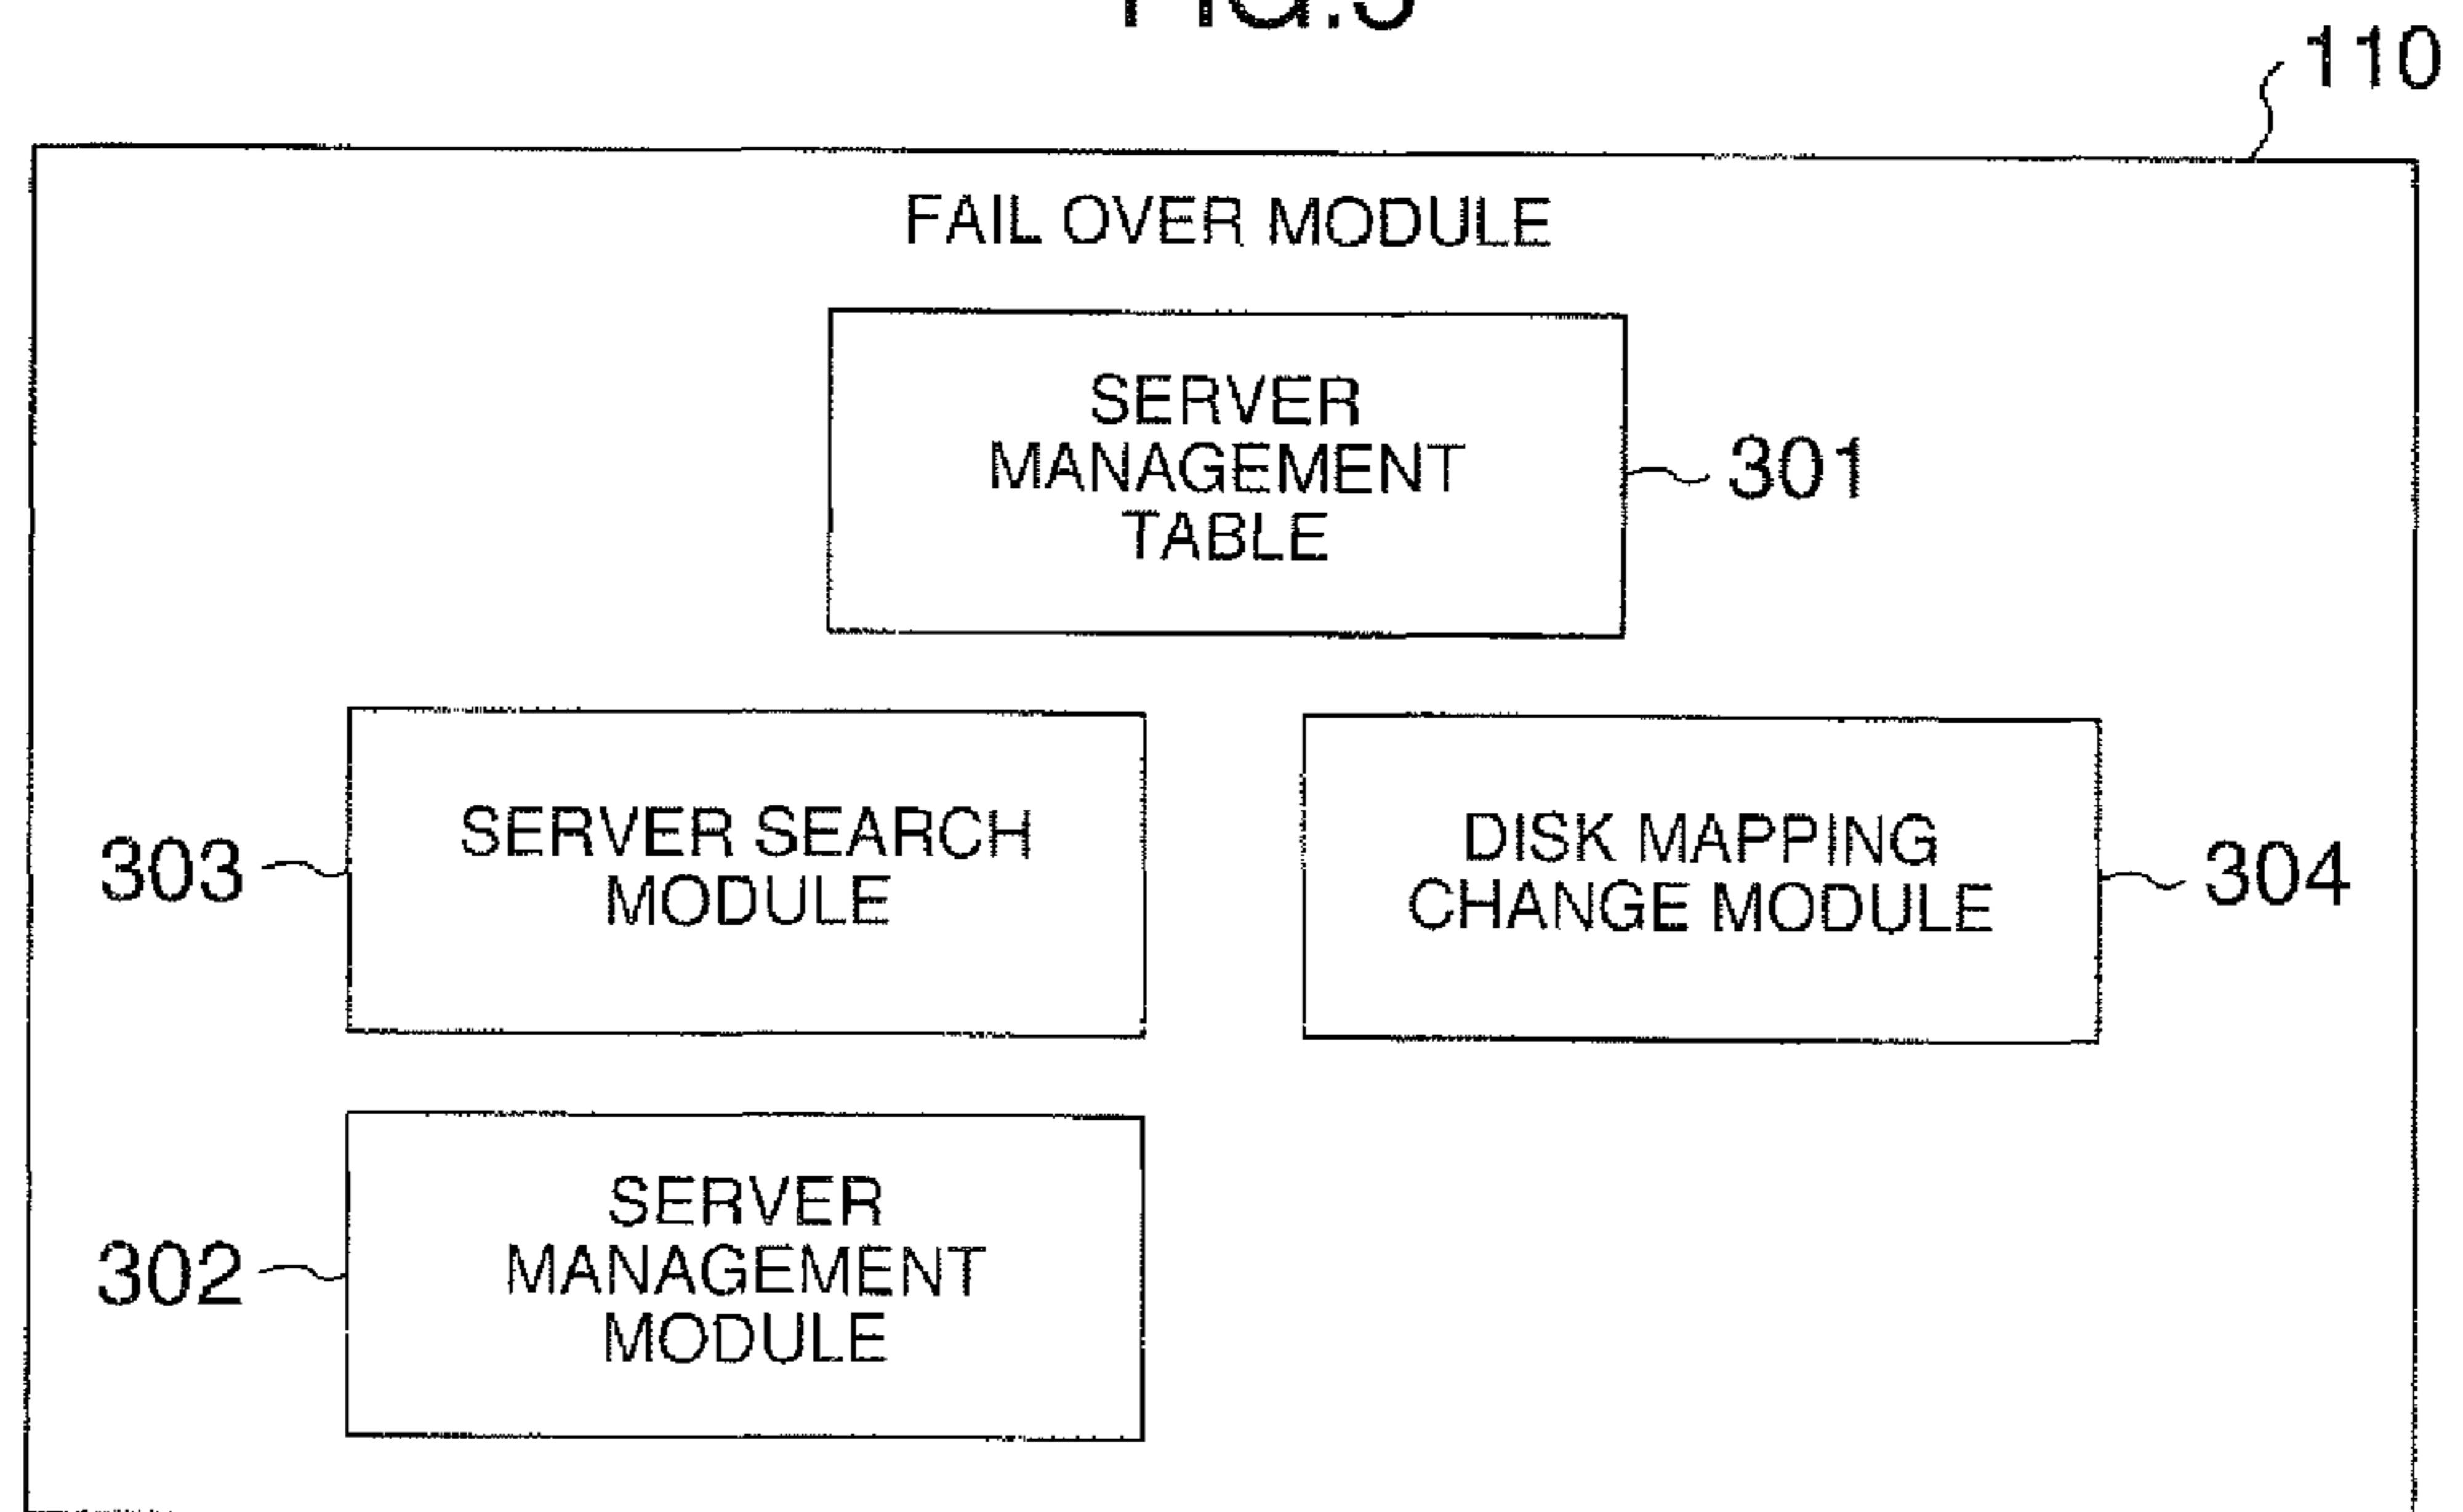 110
FAIL OVER MODULE
SERVER
MANAGEMENT
TABLE
301
303
SERVER SEARCH
MODULE
DISK MAPPING
CHANGE MODULE
304
302
SERVER
MANAGEMENT
MODULE